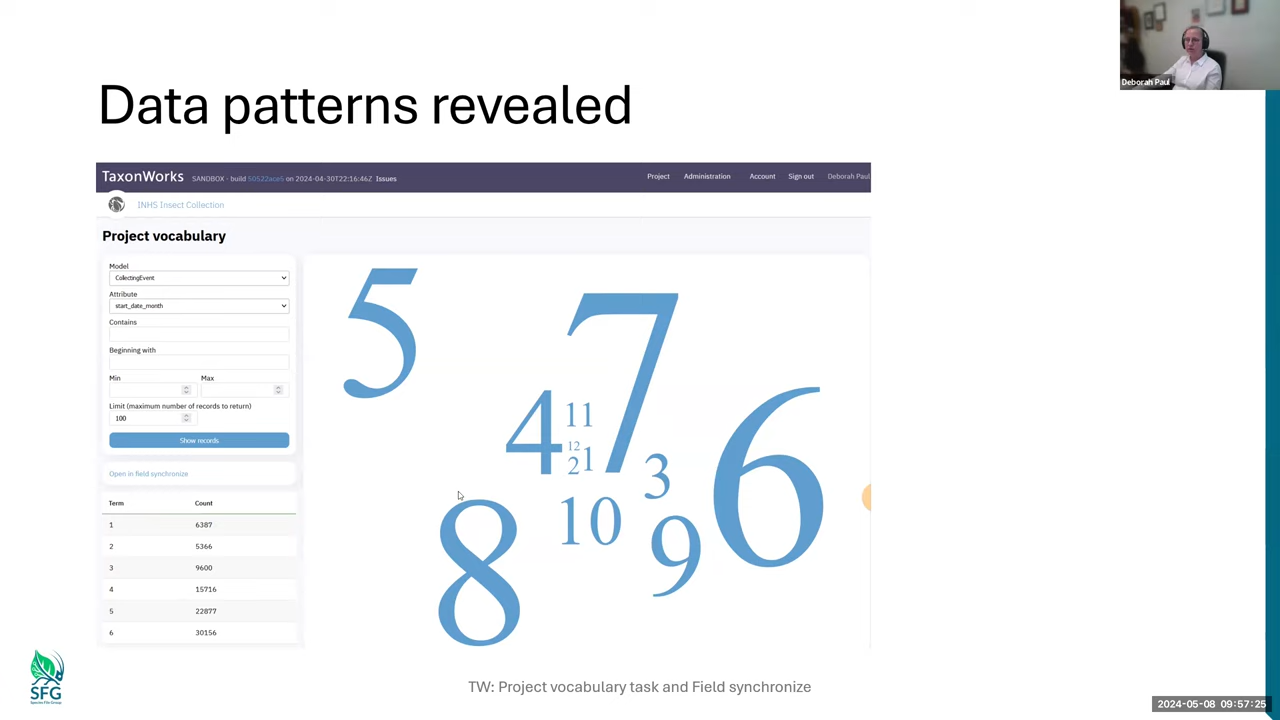 Deborah Paul
Data patterns revealed
TaxonWorks SANDBOX - build 50522ace5 on 2024-04-30T22:16:46Z Issues Project Administration Account Sign out Deborah Paul
INHS Insect Collection
Project vocabulary
Model
CollectingEvent
Attribute
start_date_month
Contains
Beginning with
Min Max
Limit (maximum number of records to return)
100
Show records
Open in field synchronize
Term Count
1 6387
2 5366
3 9600
4 15716
5 22877
6 30156
5
7
4
11
12
2
1
3
6
10
8
9
SFG
Species File Group
TW: Project vocabulary task and Field synchronize
2024-05-08 09:57:25